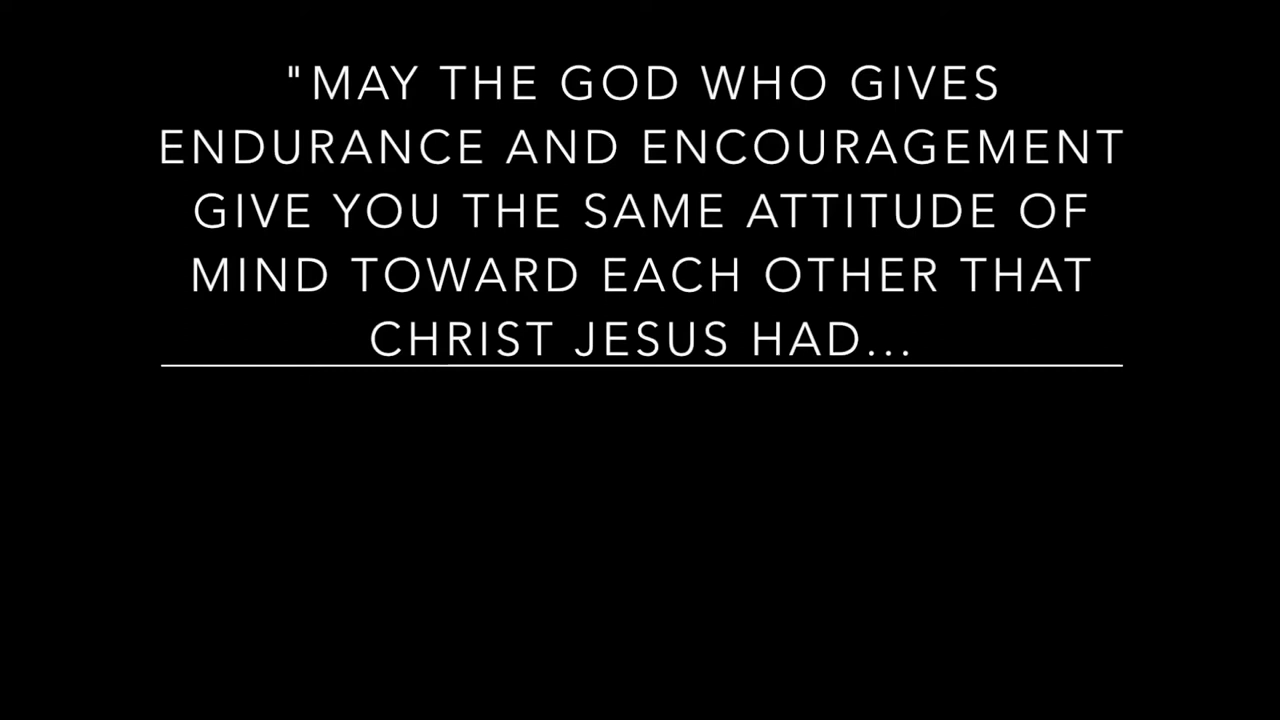 "MAY THE GOD WHO GIVES
ENDURANCE AND ENCOURAGEMENT
GIVE YOU THE SAME ATTITUDE OF
MIND TOWARD EACH OTHER THAT
CHRIST JESUS HAD...